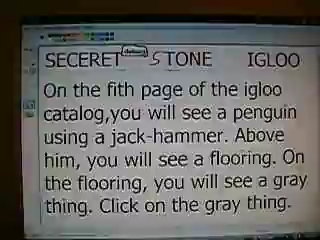 SECERET STONE IGLOO
On the fith page of the igloo
catalog,you will see a penguin
using a jack-hammer. Above
him, you will see a flooring. On
the flooring, you will see a gray
thing. Click on the gray thing.